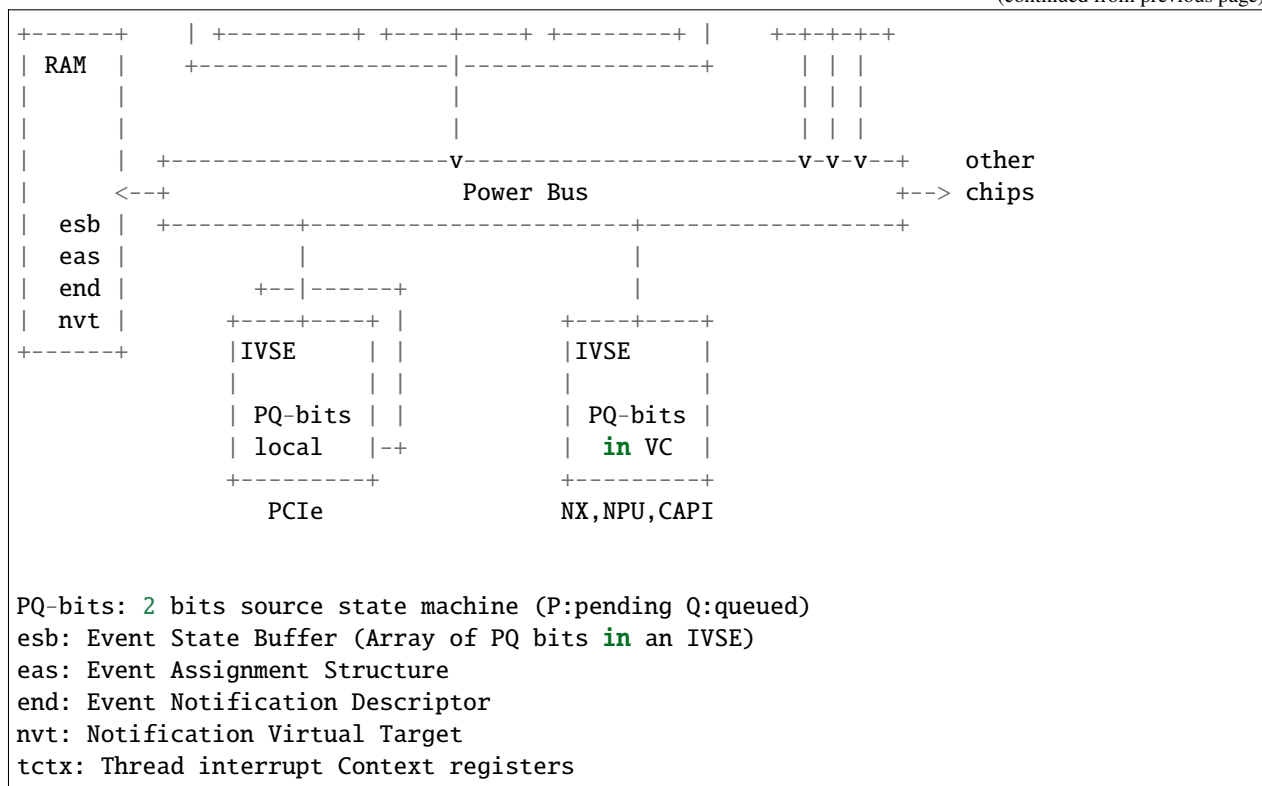 (continued from previous page)
+------+    | +---------+ +----+----+ +--------+ |    +-+-+-+-+
| RAM  |    +------------------|-----------------+      | | |
|      |                       |                        | | |
|      |                       |                        | | |
|      |  +--------------------v------------------------v-v-v--+    other
|      <--+                     Power Bus                      +--> chips
|  esb |  +---------+-----------------------+------------------+
|  eas |            |                       |
|  end |         +--|------+                |
|  nvt |       +----+----+ |           +----+----+
+------+       |IVSE     | |           |IVSE     |
               |         | |           |         |
               | PQ-bits | |           | PQ-bits |
               | local   |-+           |  in VC  |
               +---------+             +---------+
                  PCIe                 NX,NPU,CAPI
PQ-bits: 2 bits source state machine (P:pending Q:queued)
esb: Event State Buffer (Array of PQ bits in an IVSE)
eas: Event Assignment Structure
end: Event Notification Descriptor
nvt: Notification Virtual Target
tctx: Thread interrupt Context registers